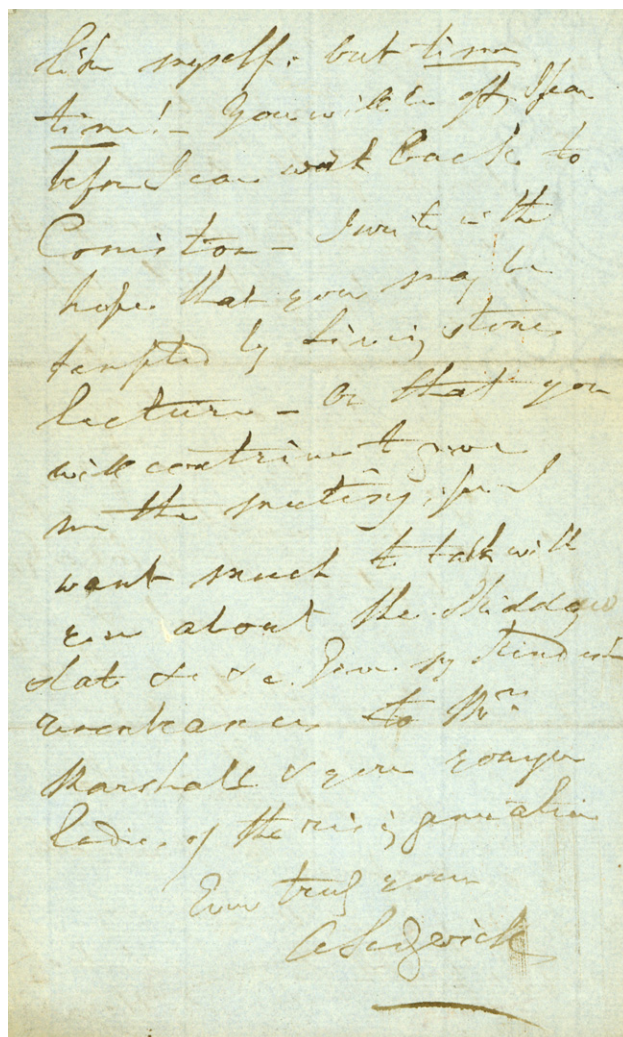 like myself: but time
time! - You will be off, I fear
before I can walk back to
Coniston - I write in the
hope that you may be
tempted by Livingstone
lecture - Or that you
will contrive to give
me the meeting, for I
want much to talk with
you about the Skiddaw
slate &c &c. Give my kindest
remembrances to Mrs.
Marshall & your younger
ladies of the rising generation
Ever truly yours
A Sedgwick